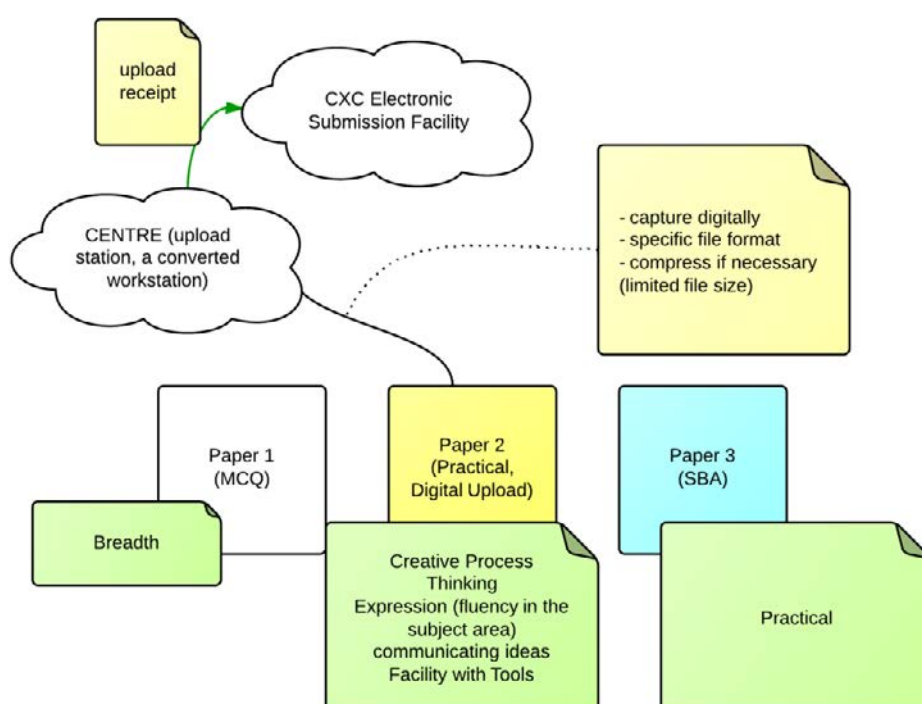 upload
receipt
CXC Electronic
Submission Facility
CENTRE (upload
station, a converted
workstation)
- capture digitally
- specific file format
- compress if necessary
(limited file size)
Paper 1
(MCQ)
Paper 2
(Practical,
Digital Upload)
Paper 3
(SBA)
Breadth
Creative Process
Thinking
Expression (fluency in the
subject area)
communicating ideas
Facility with Tools
Practical